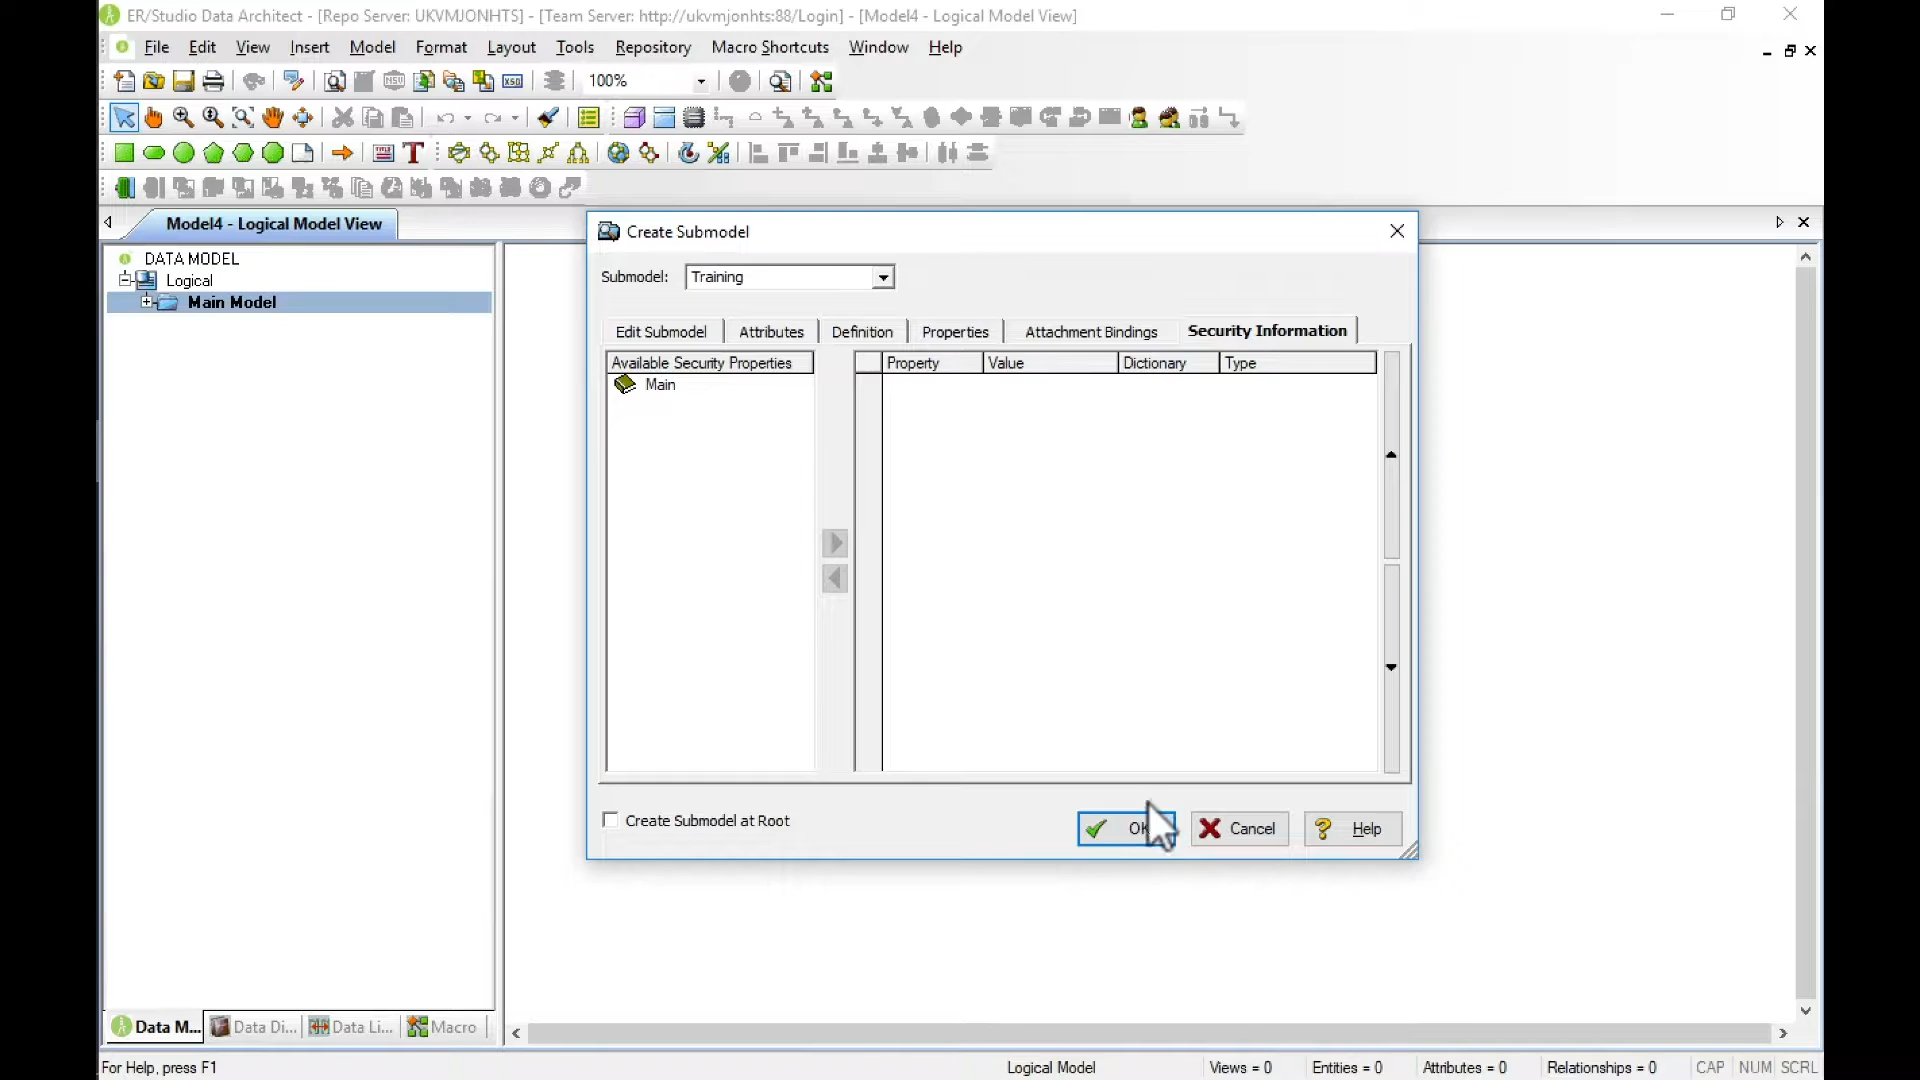 ER/Studio Data Architect - [Repo Server: UKVMJONHTS] - [Team Server: http://ukvmjonhts:88/Login] - [Model4 - Logical Model View]
File Edit View Insert Model Format Layout Tools Repository Macro Shortcuts Window Help
100%
Model4 - Logical Model View
DATA MODEL
Logical
Main Model
Create Submodel
Submodel: Training
Edit Submodel Attributes Definition Properties Attachment Bindings Security Information
Available Security Properties Property Value Dictionary Type
Main
Create Submodel at Root OK Cancel Help
Data M... Data Di... Data Li... Macro
For Help, press F1 Logical Model Views = 0 Entities = 0 Attributes = 0 Relationships = 0 CAP NUM SCRL